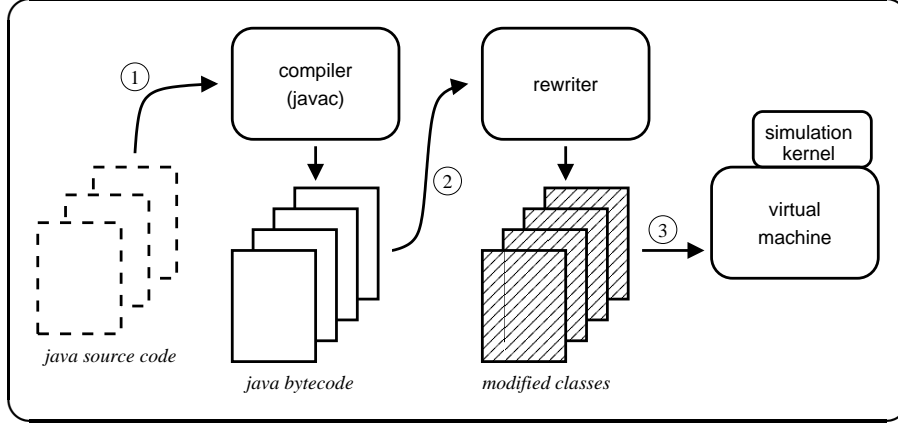 1
compiler
(javac)
rewriter
simulation
kernel
2
virtual
machine
3
java source code
java bytecode
modified classes